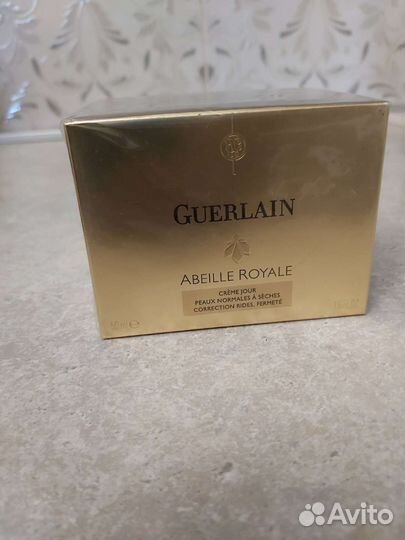 GUERLAIN
ABEILLE ROYALE
CRÈME JOUR
PEAUX NORMALES À SÈCHES
CORRECTION RIDES, FERMETÉ
50 ml e
Avito